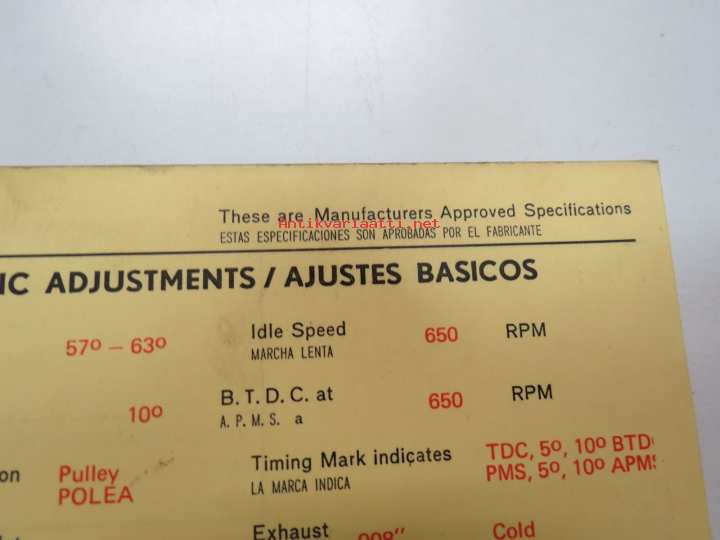 These are Manufacturers Approved Specifications
Antikvariaatti.net
ESTAS ESPECIFICACIONES SON APROBADAS POR EL FABRICANTE
IC ADJUSTMENTS / AJUSTES BASICOS
57º – 63º Idle Speed 650 RPM
MARCHA LENTA
10º B. T. D. C. at 650 RPM
A. P. M. S. a
on Pulley Timing Mark indicates TDC, 5º, 10º BTD
POLEA LA MARCA INDICA PMS, 5º, 10º APMS
Exhaust .008" Cold